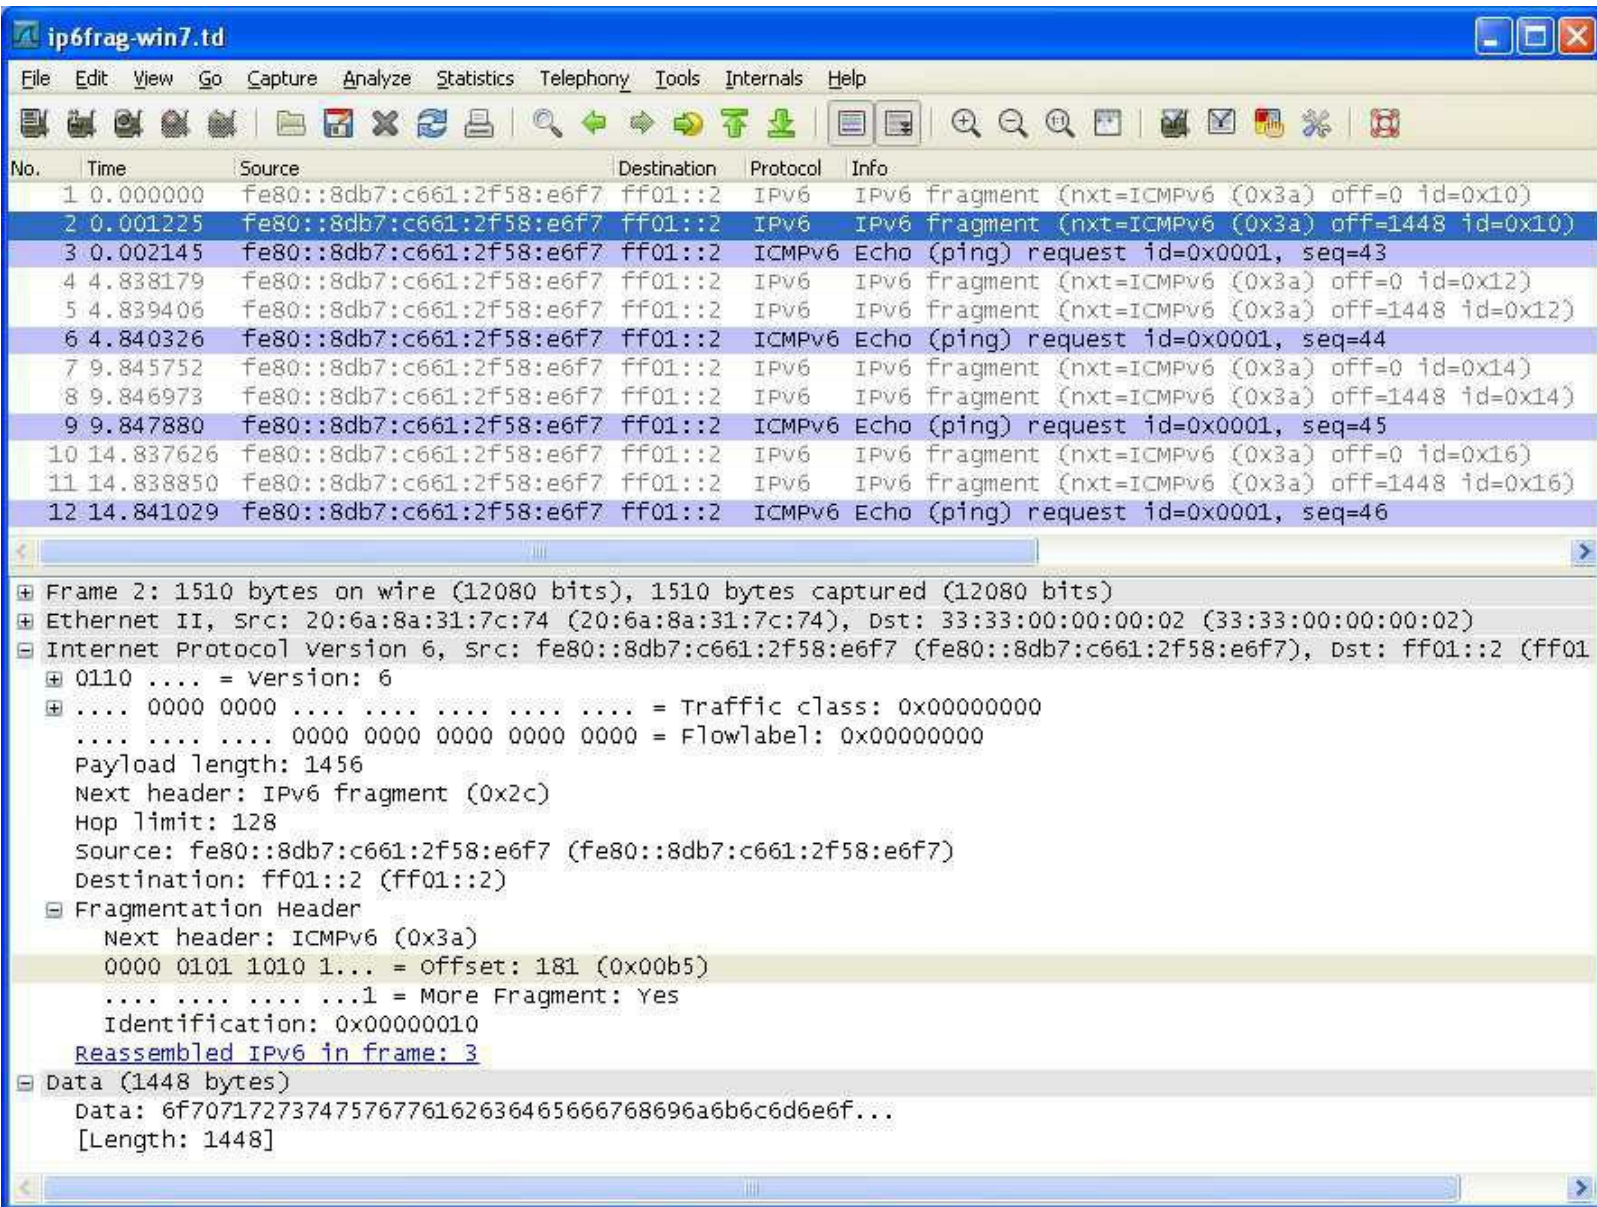 ip6frag-win7.td
File Edit View Go Capture Analyze Statistics Telephony Tools Internals Help
No. Time Source Destination Protocol Info
1 0.000000 fe80::8db7:c661:2f58:e6f7 ff01::2 IPv6 IPv6 fragment (nxt=ICMPv6 (0x3a) off=0 id=0x10)
2 0.001225 fe80::8db7:c661:2f58:e6f7 ff01::2 IPv6 IPv6 fragment (nxt=ICMPv6 (0x3a) off=1448 id=0x10)
3 0.002145 fe80::8db7:c661:2f58:e6f7 ff01::2 ICMPv6 Echo (ping) request id=0x0001, seq=43
4 4.838179 fe80::8db7:c661:2f58:e6f7 ff01::2 IPv6 IPv6 fragment (nxt=ICMPv6 (0x3a) off=0 id=0x12)
5 4.839406 fe80::8db7:c661:2f58:e6f7 ff01::2 IPv6 IPv6 fragment (nxt=ICMPv6 (0x3a) off=1448 id=0x12)
6 4.840326 fe80::8db7:c661:2f58:e6f7 ff01::2 ICMPv6 Echo (ping) request id=0x0001, seq=44
7 9.845752 fe80::8db7:c661:2f58:e6f7 ff01::2 IPv6 IPv6 fragment (nxt=ICMPv6 (0x3a) off=0 id=0x14)
8 9.846973 fe80::8db7:c661:2f58:e6f7 ff01::2 IPv6 IPv6 fragment (nxt=ICMPv6 (0x3a) off=1448 id=0x14)
9 9.847880 fe80::8db7:c661:2f58:e6f7 ff01::2 ICMPv6 Echo (ping) request id=0x0001, seq=45
10 14.837626 fe80::8db7:c661:2f58:e6f7 ff01::2 IPv6 IPv6 fragment (nxt=ICMPv6 (0x3a) off=0 id=0x16)
11 14.838850 fe80::8db7:c661:2f58:e6f7 ff01::2 IPv6 IPv6 fragment (nxt=ICMPv6 (0x3a) off=1448 id=0x16)
12 14.841029 fe80::8db7:c661:2f58:e6f7 ff01::2 ICMPv6 Echo (ping) request id=0x0001, seq=46
Frame 2: 1510 bytes on wire (12080 bits), 1510 bytes captured (12080 bits)
Ethernet II, Src: 20:6a:8a:31:7c:74 (20:6a:8a:31:7c:74), Dst: 33:33:00:00:00:02 (33:33:00:00:00:02)
Internet Protocol Version 6, Src: fe80::8db7:c661:2f58:e6f7 (fe80::8db7:c661:2f58:e6f7), Dst: ff01::2 (ff01
0110 .... = Version: 6
.... 0000 0000 .... .... .... .... .... = Traffic class: 0x00000000
.... .... .... 0000 0000 0000 0000 0000 = Flowlabel: 0x00000000
Payload length: 1456
Next header: IPv6 fragment (0x2c)
Hop limit: 128
Source: fe80::8db7:c661:2f58:e6f7 (fe80::8db7:c661:2f58:e6f7)
Destination: ff01::2 (ff01::2)
Fragmentation Header
Next header: ICMPv6 (0x3a)
0000 0101 1010 1... = Offset: 181 (0x00b5)
.... .... .... ...1 = More Fragment: Yes
Identification: 0x00000010
Reassembled IPv6 in frame: 3
Data (1448 bytes)
Data: 6f70717273747576776162636465666768696a6b6c6d6e6f...
[Length: 1448]